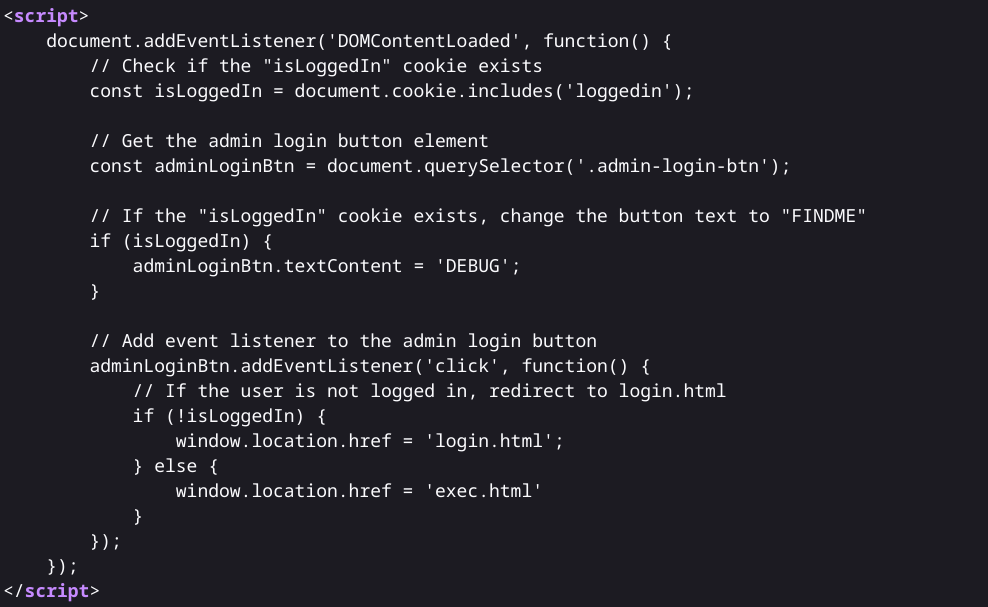 <script>
    document.addEventListener('DOMContentLoaded', function() {
        // Check if the "isLoggedIn" cookie exists
        const isLoggedIn = document.cookie.includes('loggedin');

        // Get the admin login button element
        const adminLoginBtn = document.querySelector('.admin-login-btn');

        // If the "isLoggedIn" cookie exists, change the button text to "FINDME"
        if (isLoggedIn) {
            adminLoginBtn.textContent = 'DEBUG';
        }

        // Add event listener to the admin login button
        adminLoginBtn.addEventListener('click', function() {
            // If the user is not logged in, redirect to login.html
            if (!isLoggedIn) {
                window.location.href = 'login.html';
            } else {
                window.location.href = 'exec.html'
            }
        });
    });
</script>